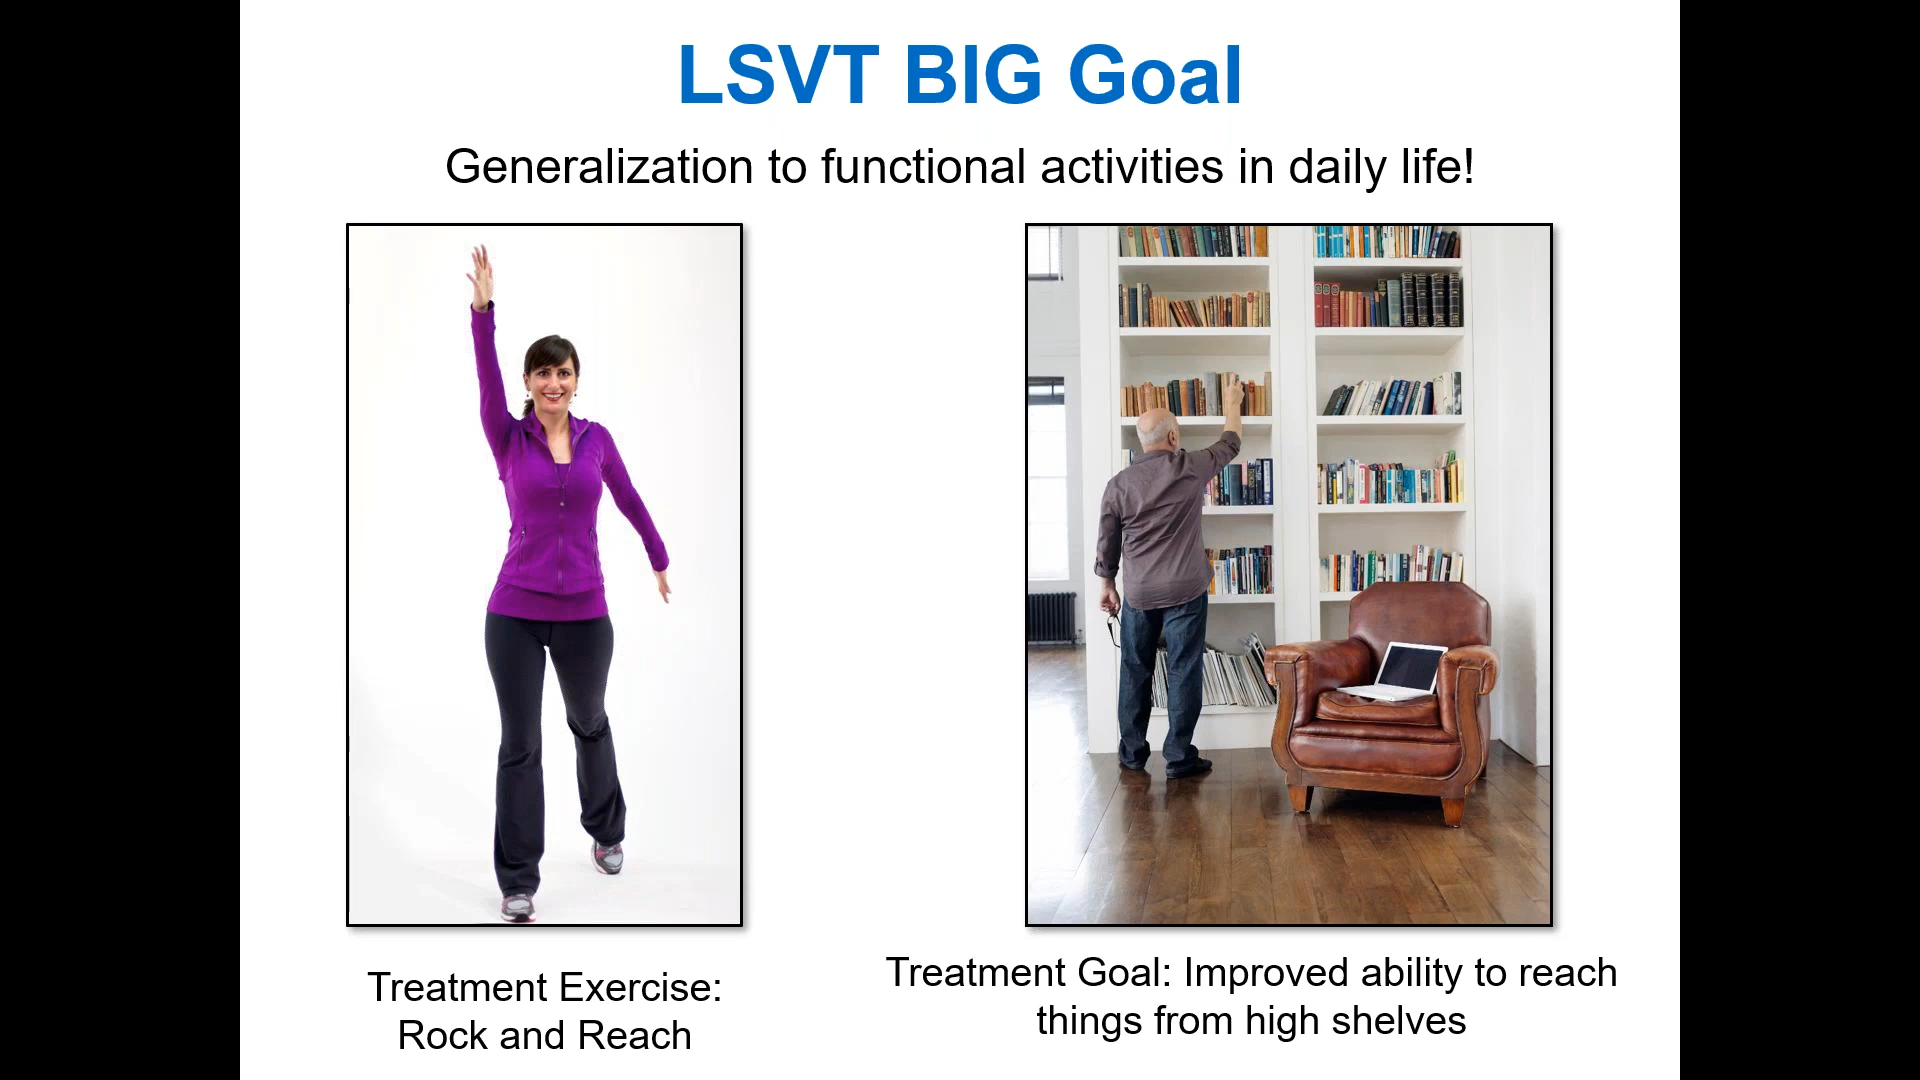 LSVT BIG Goal
Generalization to functional activities in daily life!
Treatment Exercise:
Rock and Reach
Treatment Goal: Improved ability to reach
things from high shelves